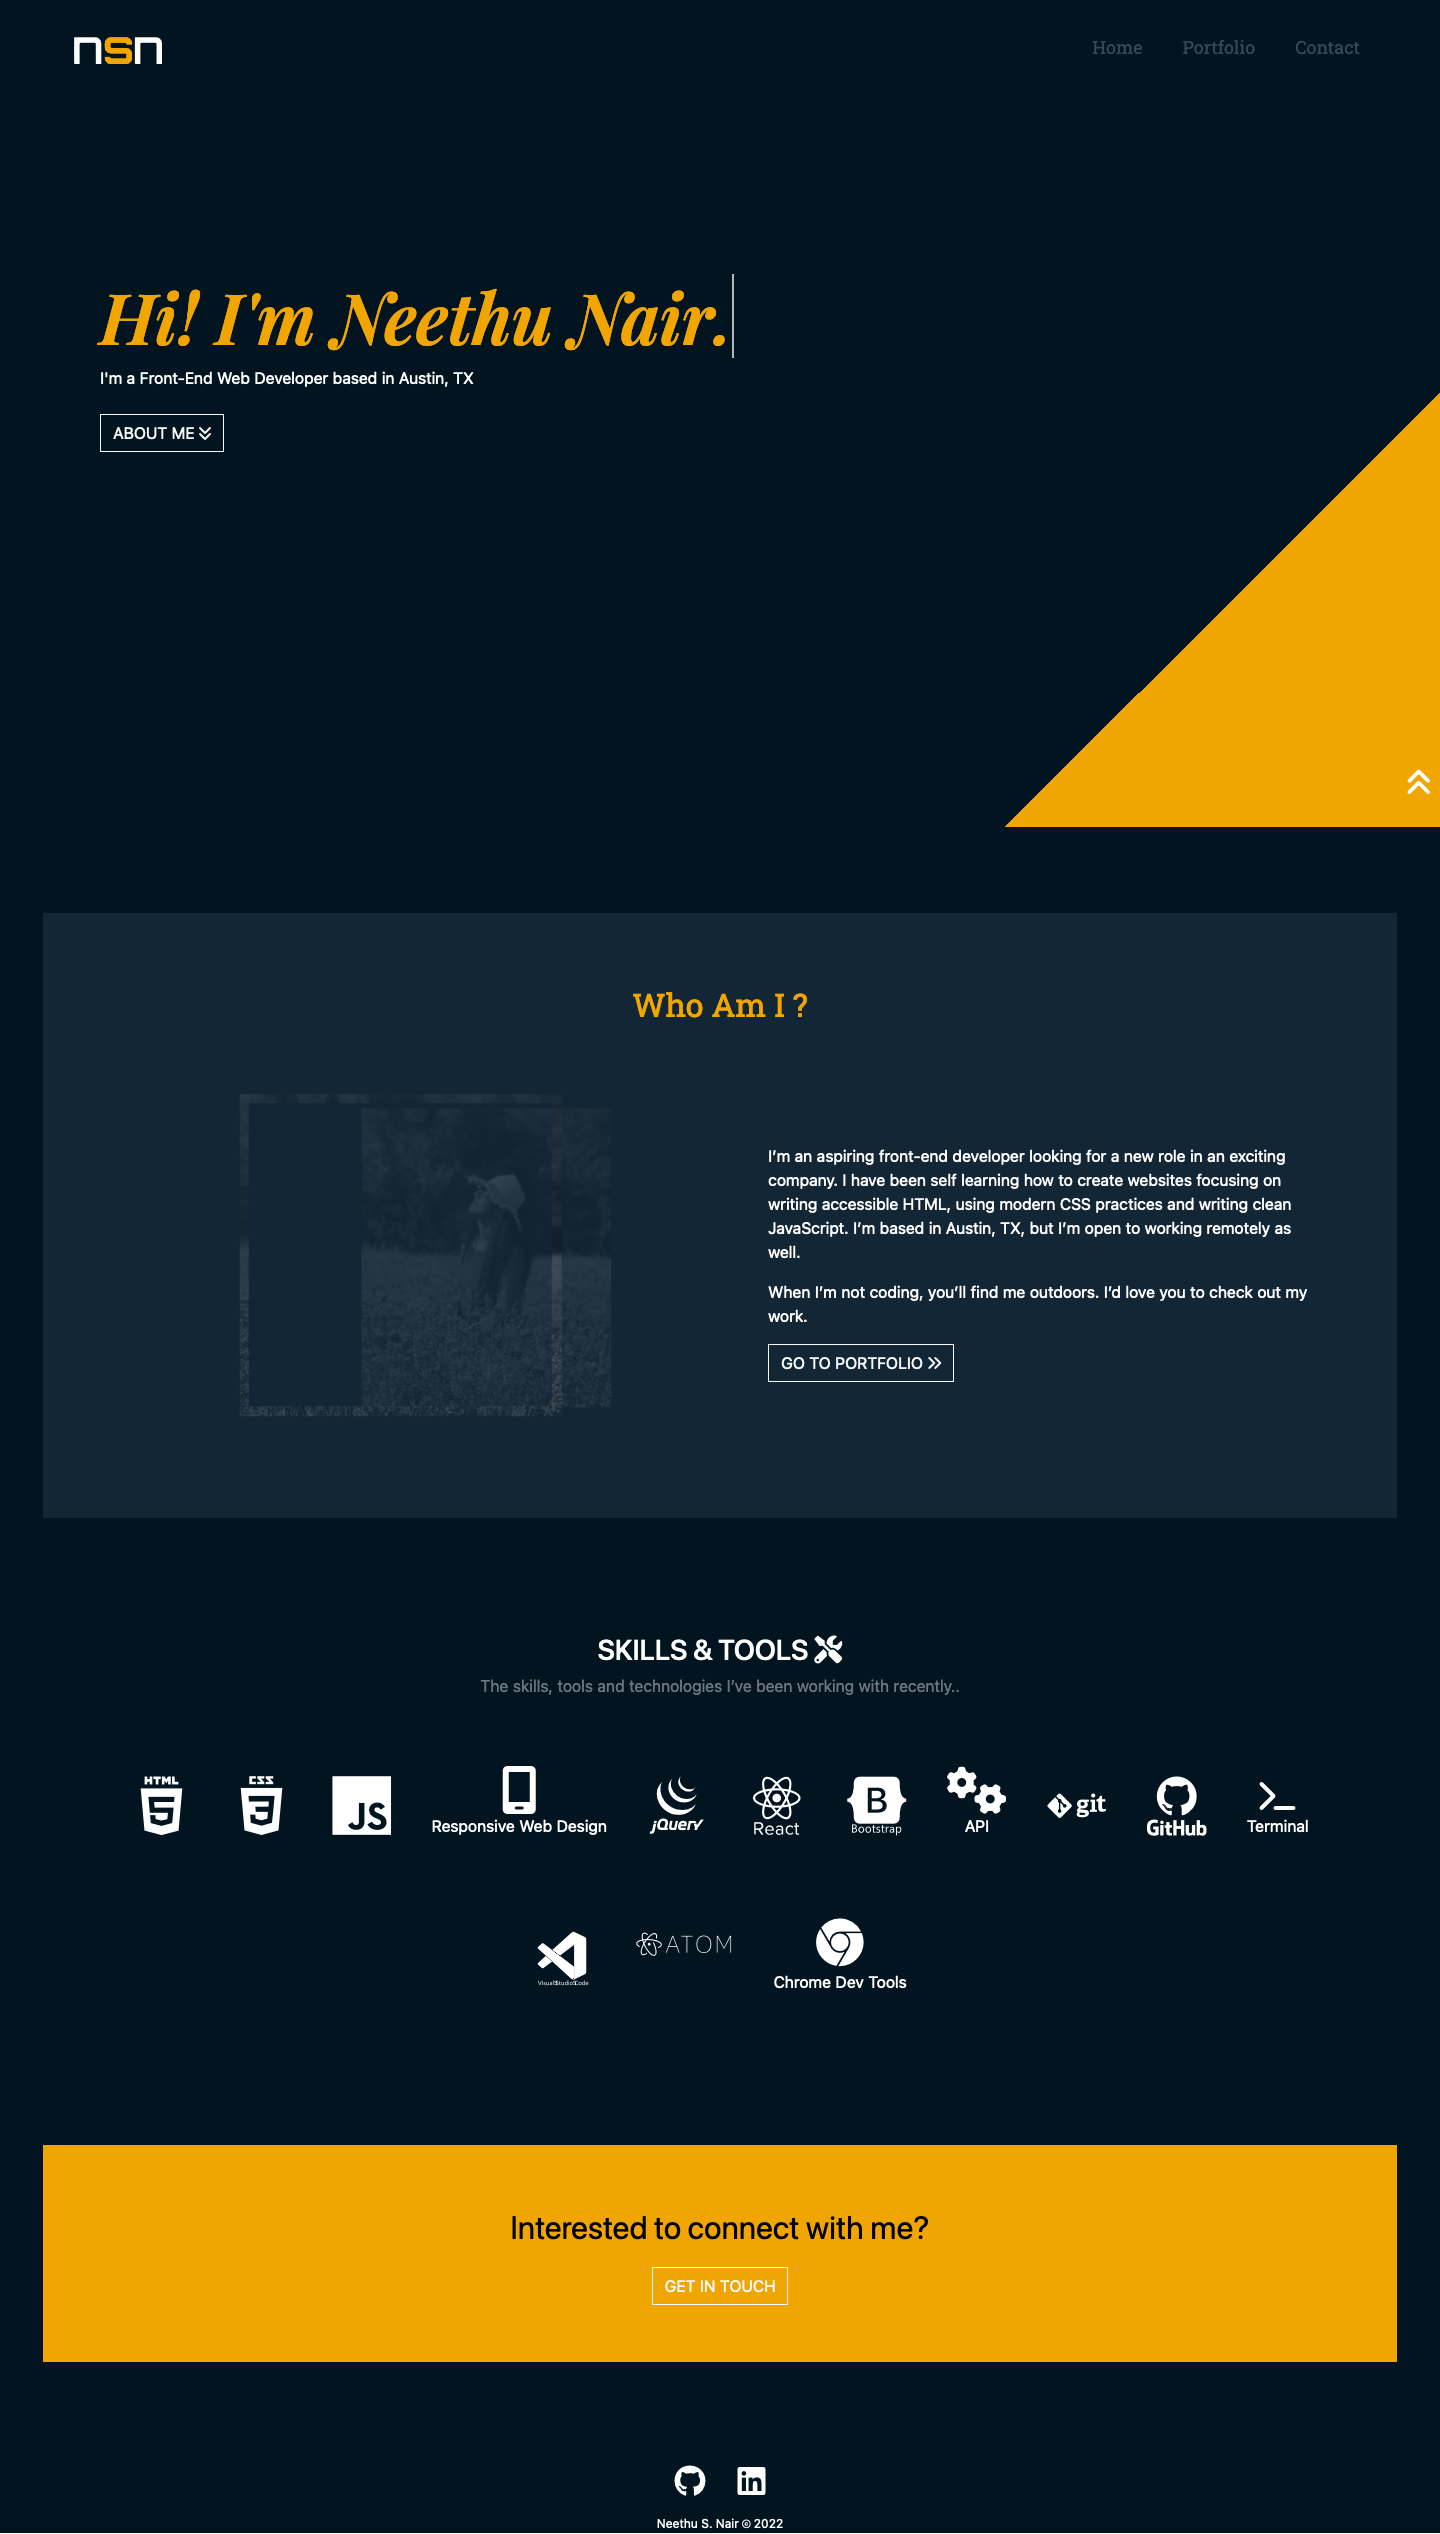 nsn
Home Portfolio Contact
Hi! I'm Neethu Nair.
I'm a Front-End Web Developer based in Austin, TX
ABOUT ME
Who Am I ?
I’m an aspiring front-end developer looking for a new role in an exciting
company. I have been self learning how to create websites focusing on
writing accessible HTML, using modern CSS practices and writing clean
JavaScript. I’m based in Austin, TX, but I’m open to working remotely as
well.
When I’m not coding, you’ll find me outdoors. I’d love you to check out my
work.
GO TO PORTFOLIO
SKILLS & TOOLS
The skills, tools and technologies I’ve been working with recently..
HTML 5
CSS 3
JS
Responsive Web Design
jQuery
React
B
Bootstrap
API
git
GitHub
Terminal
Visual Studio Code
ATOM
Chrome Dev Tools
Interested to connect with me?
GET IN TOUCH
in
Neethu S. Nair © 2022